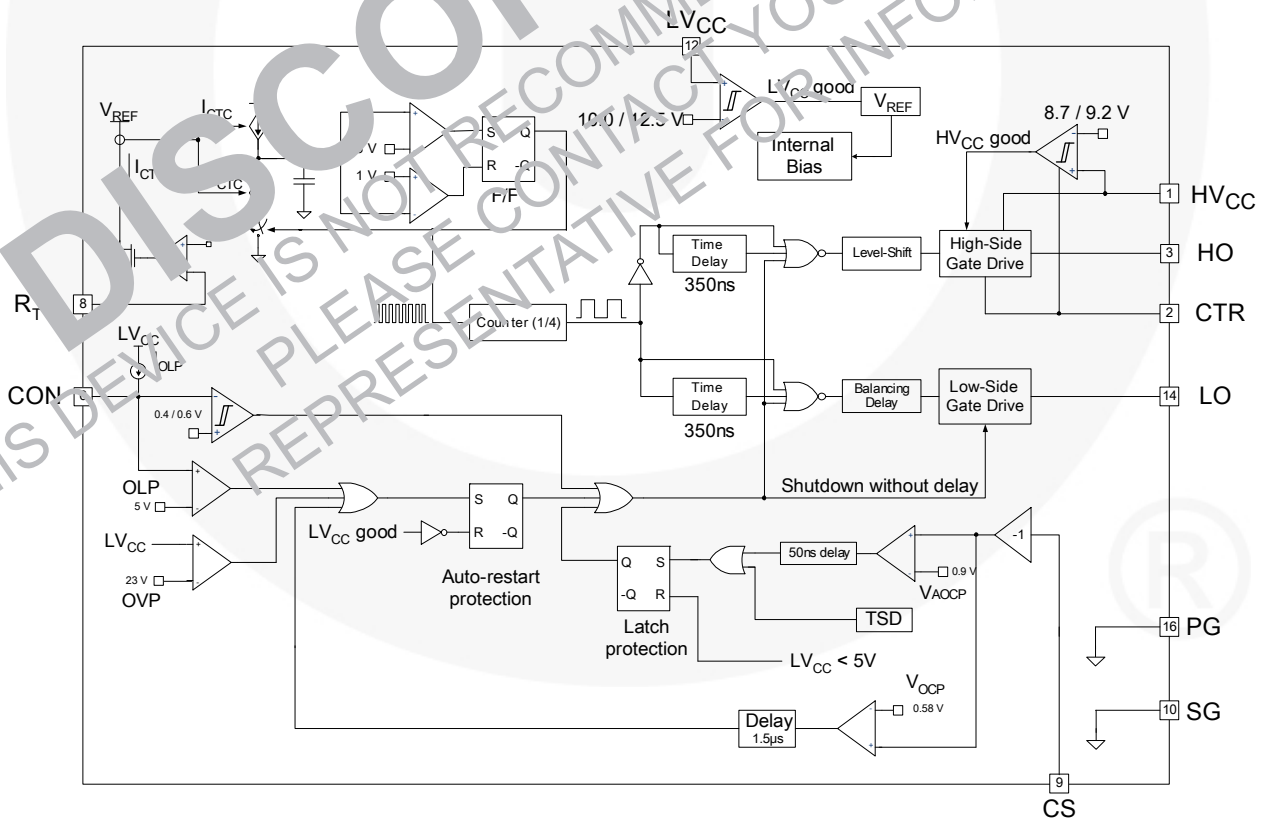 DISCON
THIS DEVICE IS NOT RECOMME
PLEASE CONTACT YOU
REPRESENTATIVE FOR INFO
LVCC
12
VREF
ICTC
LVCC good
VREF
10.0 / 12.5 V
Internal
Bias
8.7 / 9.2 V
HVCC good
S Q
R -Q
F/F
V
1 V
1
HVCC
Time
Delay
350ns
Level-Shift
High-Side
Gate Drive
3
HO
RT
8
2
CTR
Counter (1/4)
LVCC
OLP
CON
0.4 / 0.6 V
Time
Delay
350ns
Balancing
Delay
Low-Side
Gate Drive
14
LO
OLP
5 V
S Q
R -Q
Shutdown without delay
LVCC good
LVCC
23 V
OVP
Auto-restart
protection
Q S
-Q R
Latch
protection
50ns delay
-1
0.9 V
VAOCP
TSD
LVCC < 5V
16
PG
VOCP
0.58 V
Delay
1.5µs
10
SG
9
CS
®